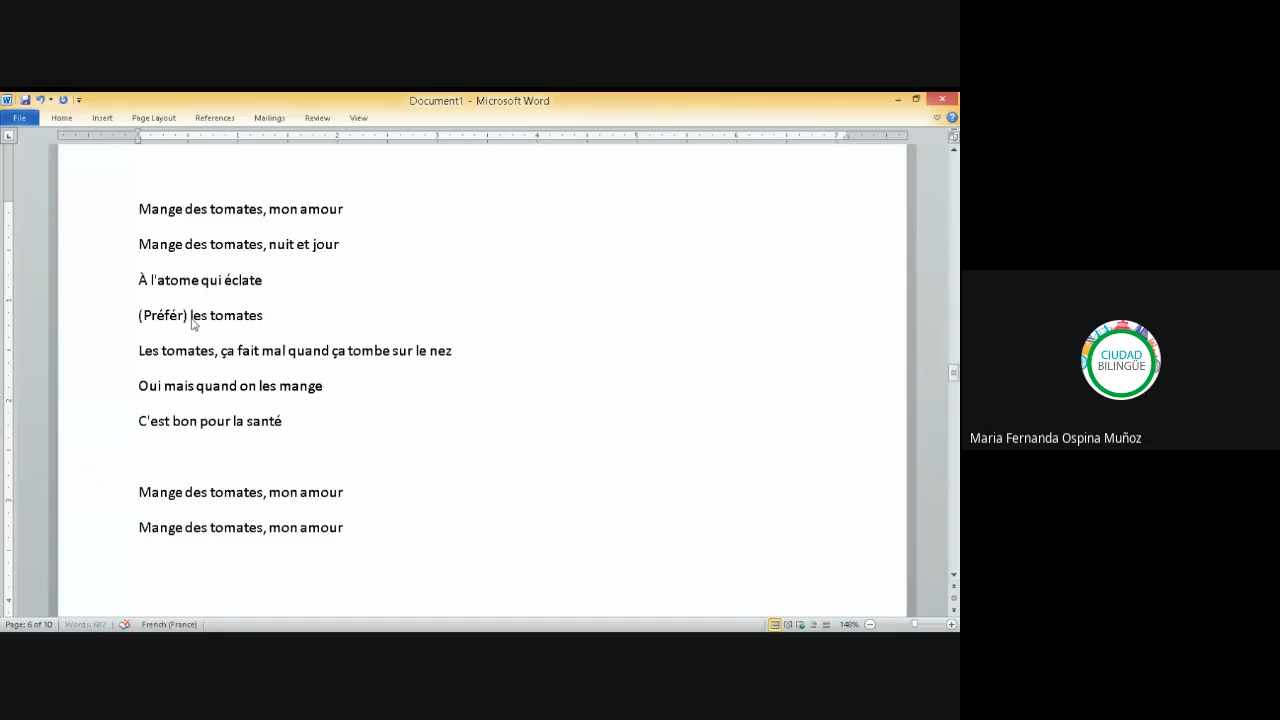 Document1 - Microsoft Word
File Home Insert Page Layout References Mailings Review View
Mange des tomates, mon amour
Mange des tomates, nuit et jour
À l'atome qui éclate
(Préfér) les tomates
Les tomates, ça fait mal quand ça tombe sur le nez
Oui mais quand on les mange
C'est bon pour la santé
Mange des tomates, mon amour
Mange des tomates, mon amour
Page: 6 of 10 Words: 682 French (France) 148%
CIUDAD
BILINGÜE
Maria Fernanda Ospina Muñoz